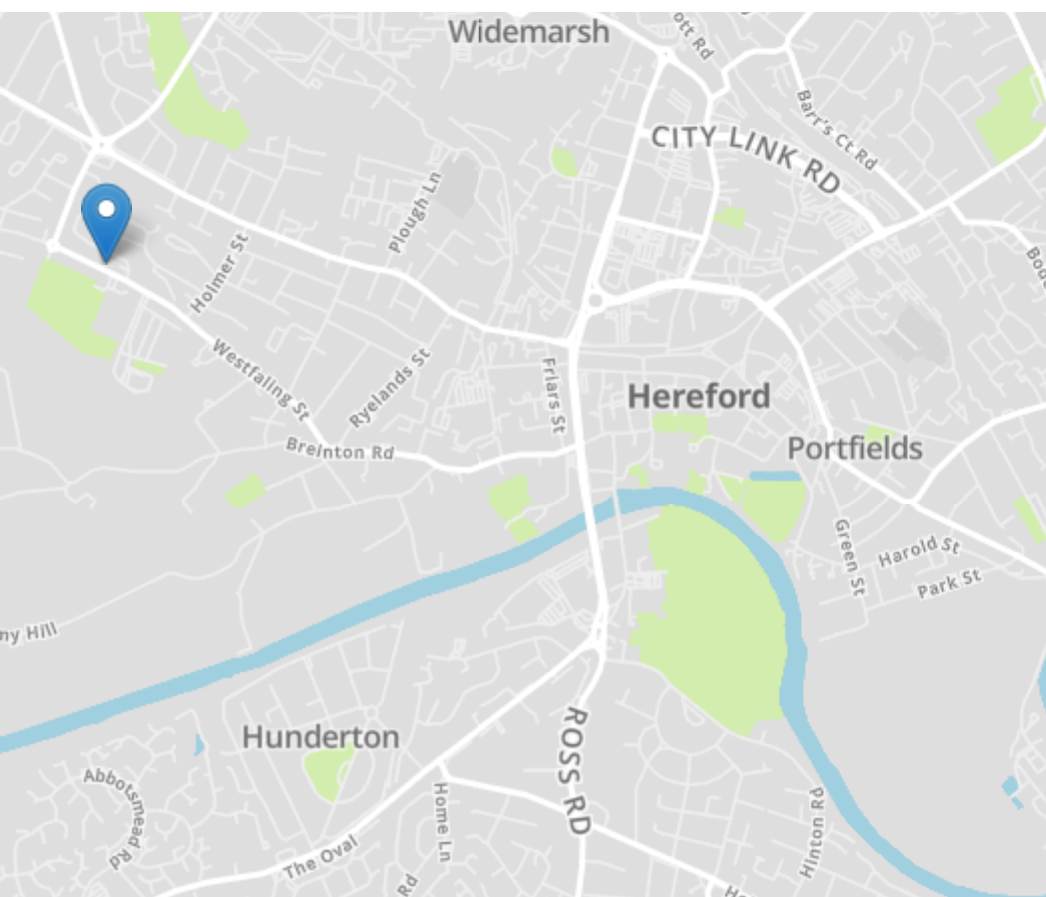 Widemarsh
ott Rd
Barr's Ct Rd
CITY LINK RD
Plough Ln
Holmer St
Westfaling St
Ryelands St
Friars St
Hereford
Breinton Rd
Portfields
Green St
Harold St
Park St
ny Hill
Hunderton
ROSS RD
Abbotsmead Rd
Home Ln
Hinton Rd
The Oval
Rd